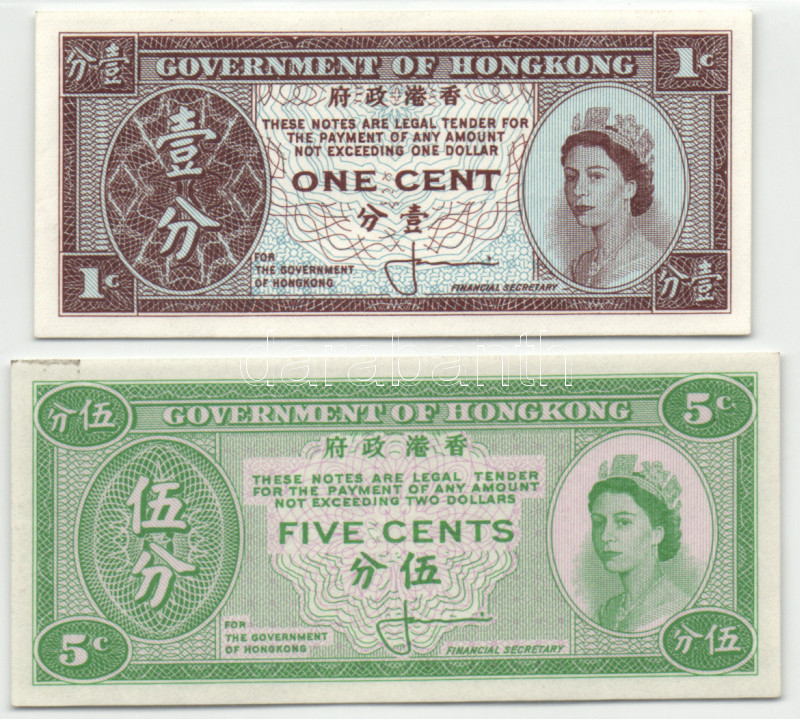 分壹
GOVERNMENT OF HONGKONG
1C
府政港香
THESE NOTES ARE LEGAL TENDER FOR
THE PAYMENT OF ANY AMOUNT
NOT EXCEEDING ONE DOLLAR
ONE CENT
分壹
壹
分
FOR
THE GOVERNMENT
OF HONGKONG
FINANCIAL SECRETARY
1C
分壹
darabanth
分伍
GOVERNMENT OF HONGKONG
5C.
府政港香
THESE NOTES ARE LEGAL TENDER
FOR THE PAYMENT OF ANY AMOUNT
NOT EXCEEDING TWO DOLLARS
FIVE CENTS
分伍
伍
分
FOR
THE GOVERNMENT
OF HONGKONG
FINANCIAL SECRETARY
5C
分伍